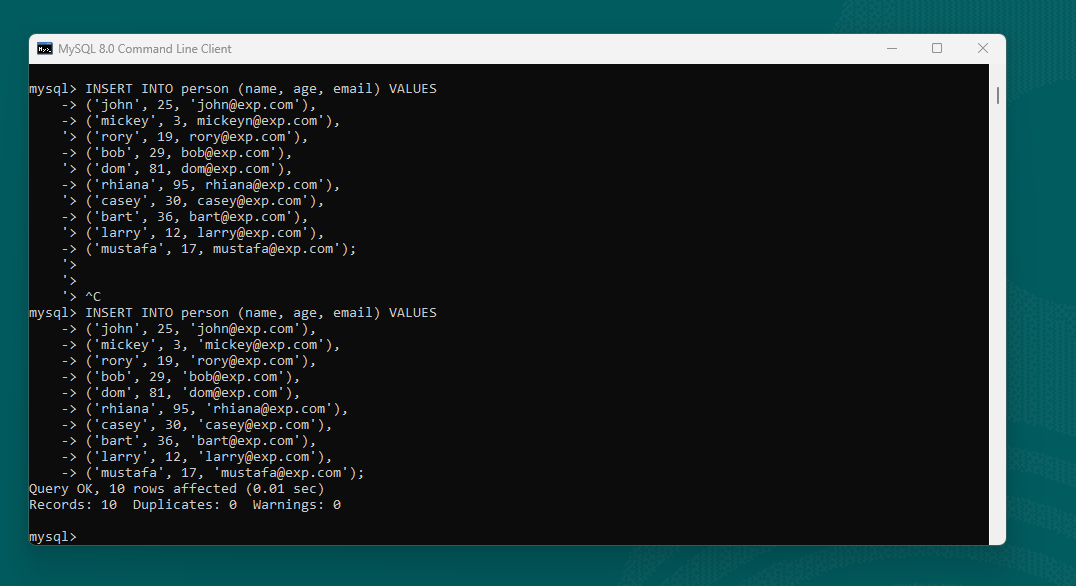 MySQL 8.0 Command Line Client
mysql> INSERT INTO person (name, age, email) VALUES
-> ('john', 25, 'john@exp.com'),
-> ('mickey', 3, mickeyn@exp.com'),
'> ('rory', 19, rory@exp.com'),
-> ('bob', 29, bob@exp.com'),
'> ('dom', 81, dom@exp.com'),
-> ('rhiana', 95, rhiana@exp.com'),
'> ('casey', 30, casey@exp.com'),
-> ('bart', 36, bart@exp.com'),
'> ('larry', 12, larry@exp.com'),
-> ('mustafa', 17, mustafa@exp.com');
'>
'>
'> ^C
mysql> INSERT INTO person (name, age, email) VALUES
-> ('john', 25, 'john@exp.com'),
-> ('mickey', 3, 'mickey@exp.com'),
-> ('rory', 19, 'rory@exp.com'),
-> ('bob', 29, 'bob@exp.com'),
-> ('dom', 81, 'dom@exp.com'),
-> ('rhiana', 95, 'rhiana@exp.com'),
-> ('casey', 30, 'casey@exp.com'),
-> ('bart', 36, 'bart@exp.com'),
-> ('larry', 12, 'larry@exp.com'),
-> ('mustafa', 17, 'mustafa@exp.com');
Query OK, 10 rows affected (0.01 sec)
Records: 10  Duplicates: 0  Warnings: 0
mysql>